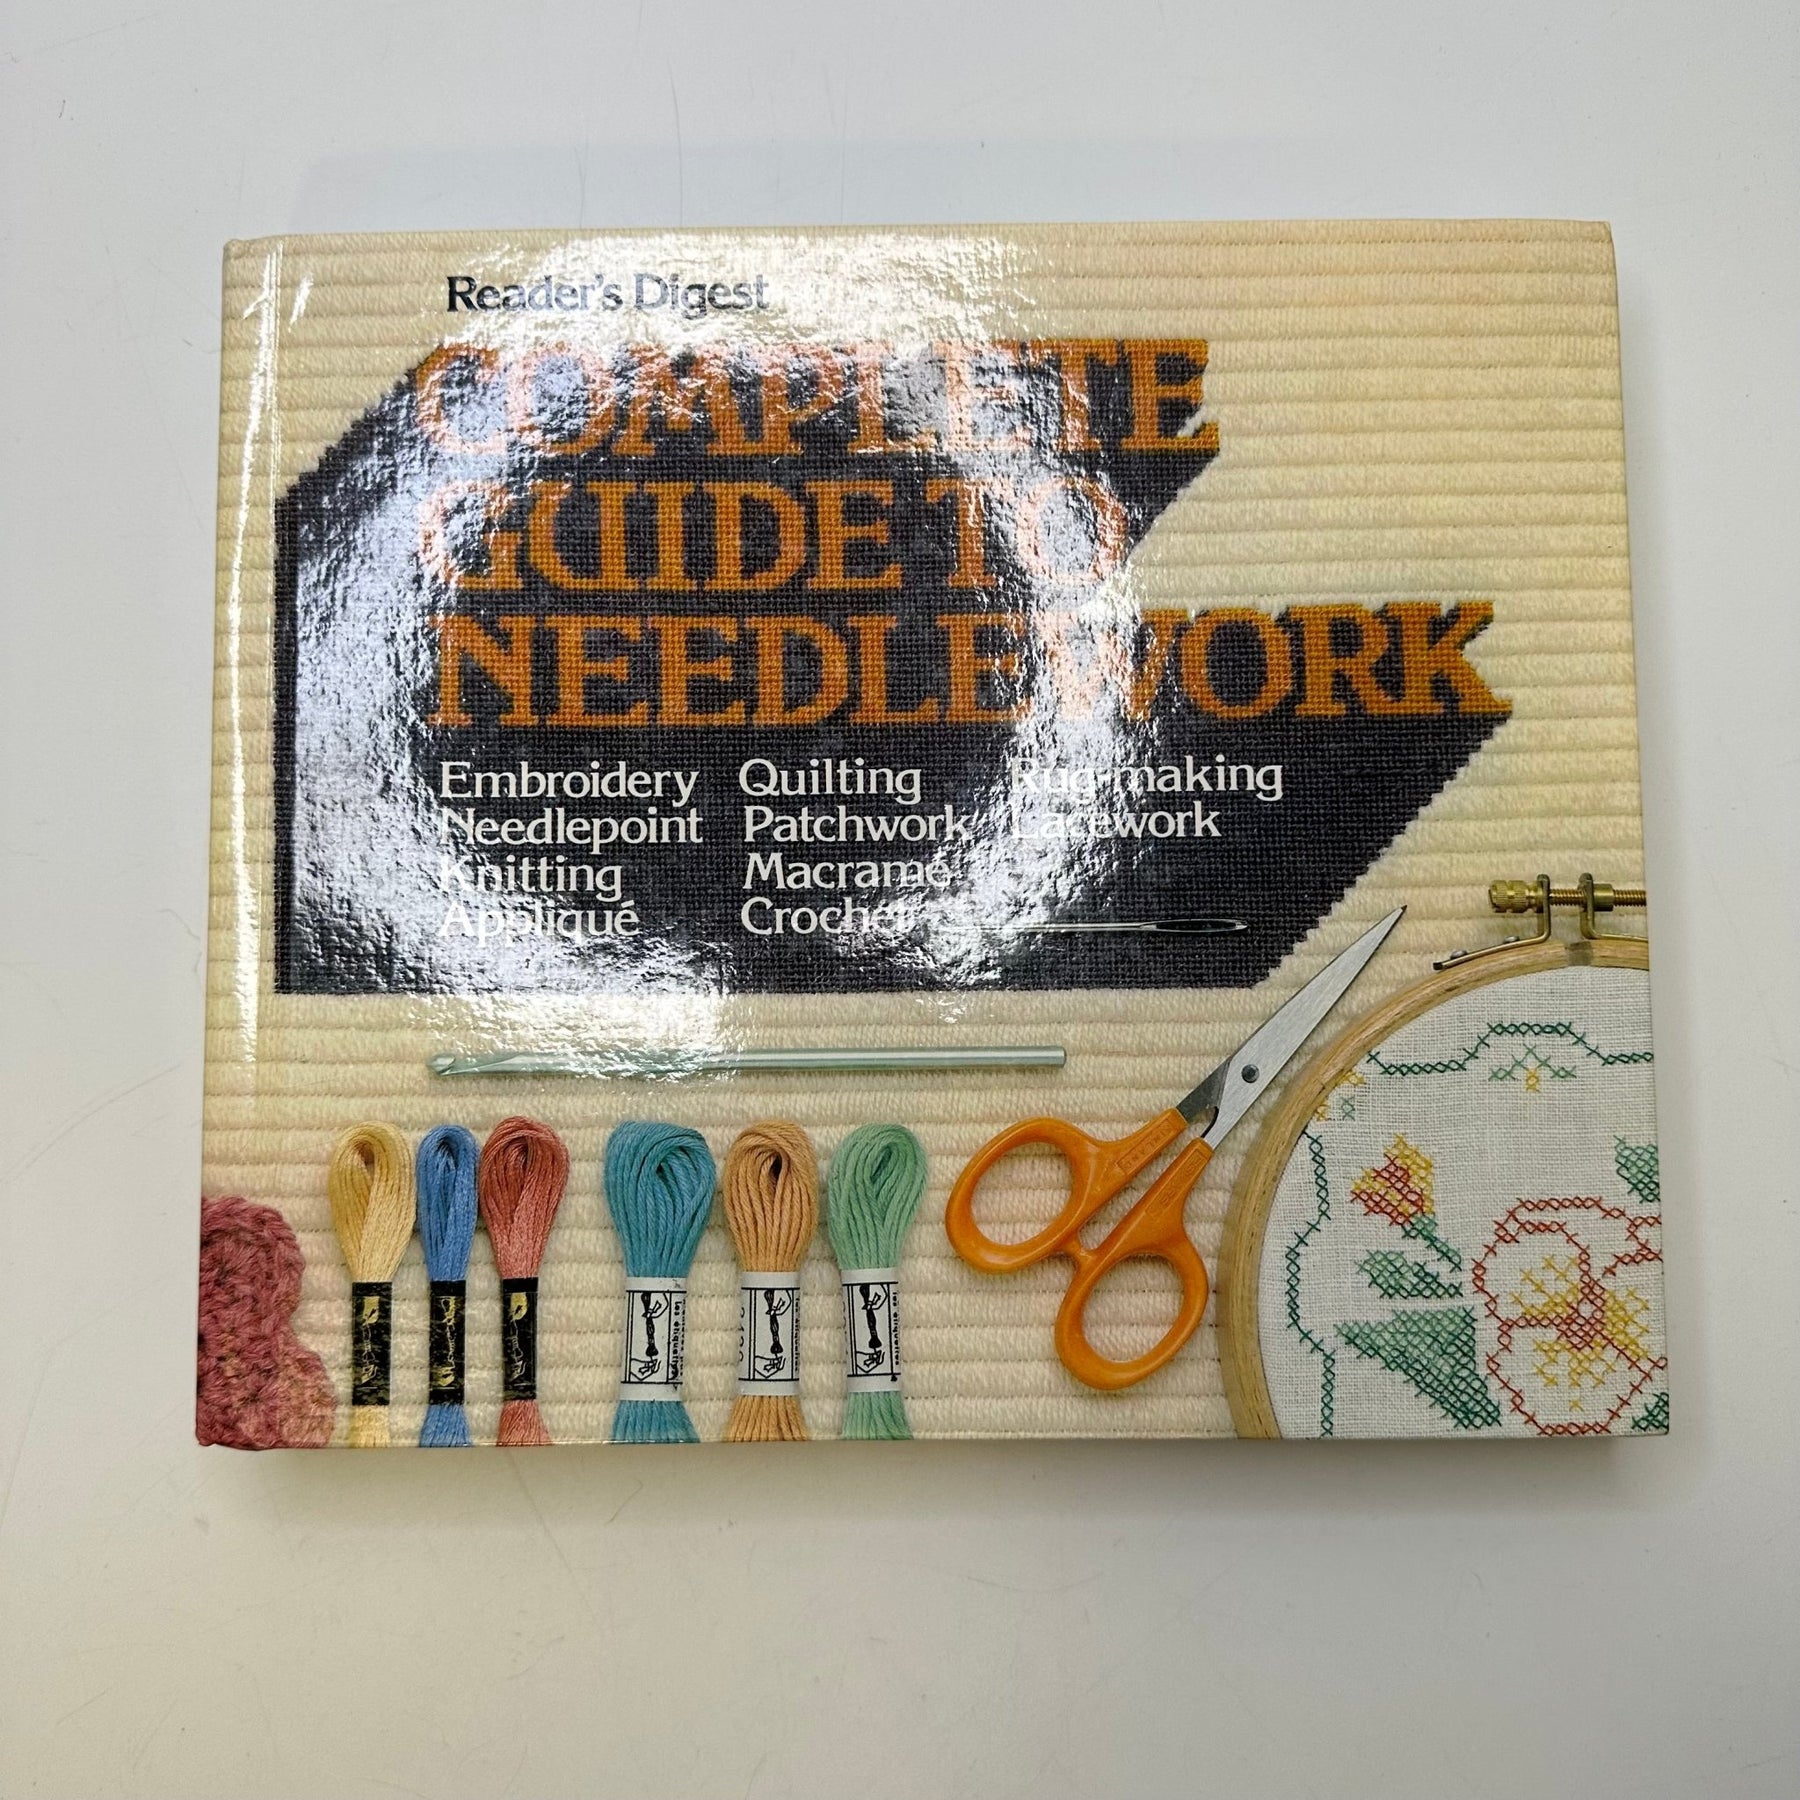 Reader's Digest
COMPLETE
GUIDE TO
NEEDLEWORK
Embroidery
Needlepoint
Knitting
Appliqué
Quilting
Patchwork
Macramé
Crochet
Rug-making
Lacework